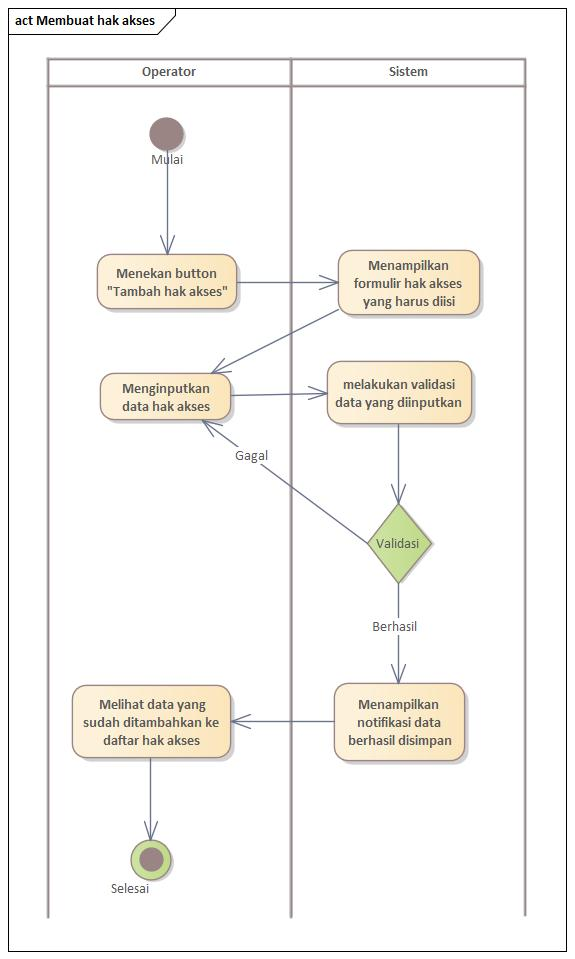 act Membuat hak akses
Operator
Sistem
Mulai
Menekan button
"Tambah hak akses"
Menampilkan
formulir hak akses
yang harus diisi
Menginputkan
data hak akses
melakukan validasi
data yang diinputkan
Gagal
Validasi
Berhasil
Menampilkan
notifikasi data
berhasil disimpan
Melihat data yang
sudah ditambahkan ke
daftar hak akses
Selesai